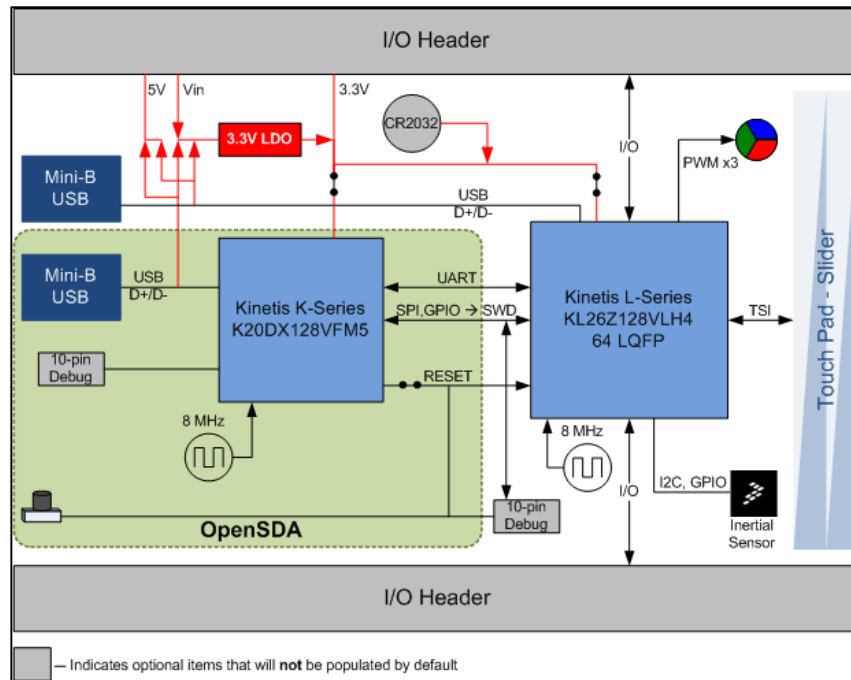 I/O Header
5V
Vin
3.3V
3.3V LDO
CR2032
I/O
PWM x3
Mini-B
USB
USB
D+/D-
Mini-B
USB
USB
D+/D-
Kinetis K-Series
K20DX128VFM5
UART
SPI,GPIO → SWD
RESET
Kinetis L-Series
KL26Z128VLH4
64 LQFP
TSI
Touch Pad - Slider
10-pin
Debug
8 MHz
8 MHz
I/O
I2C, GPIO
Inertial
Sensor
10-pin
Debug
OpenSDA
I/O Header
— Indicates optional items that will not be populated by default